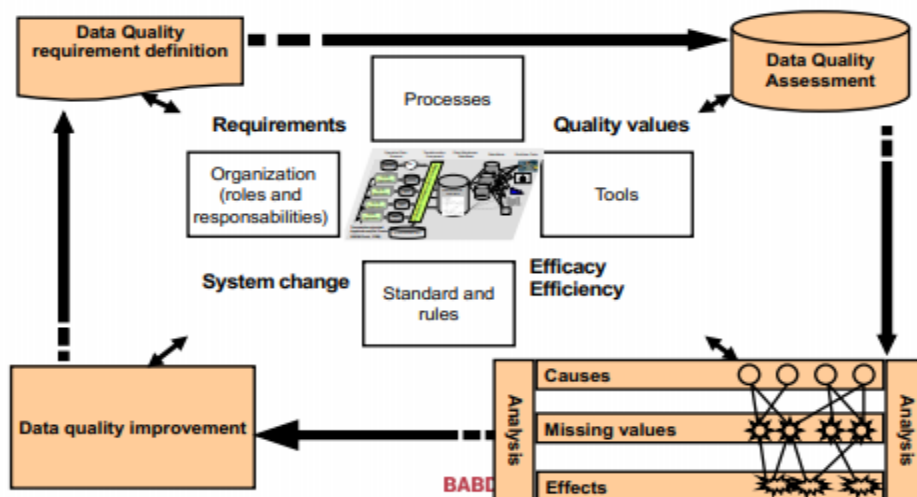 Data Quality
requirement definition
Data Quality
Assessment
Processes
Requirements
Quality values
Organization
(roles and
responsabilities)
Tools
System change
Efficacy
Efficiency
Standard and
rules
Data quality improvement
Analysis
Causes
Missing values
Effects
Analysis
BABD